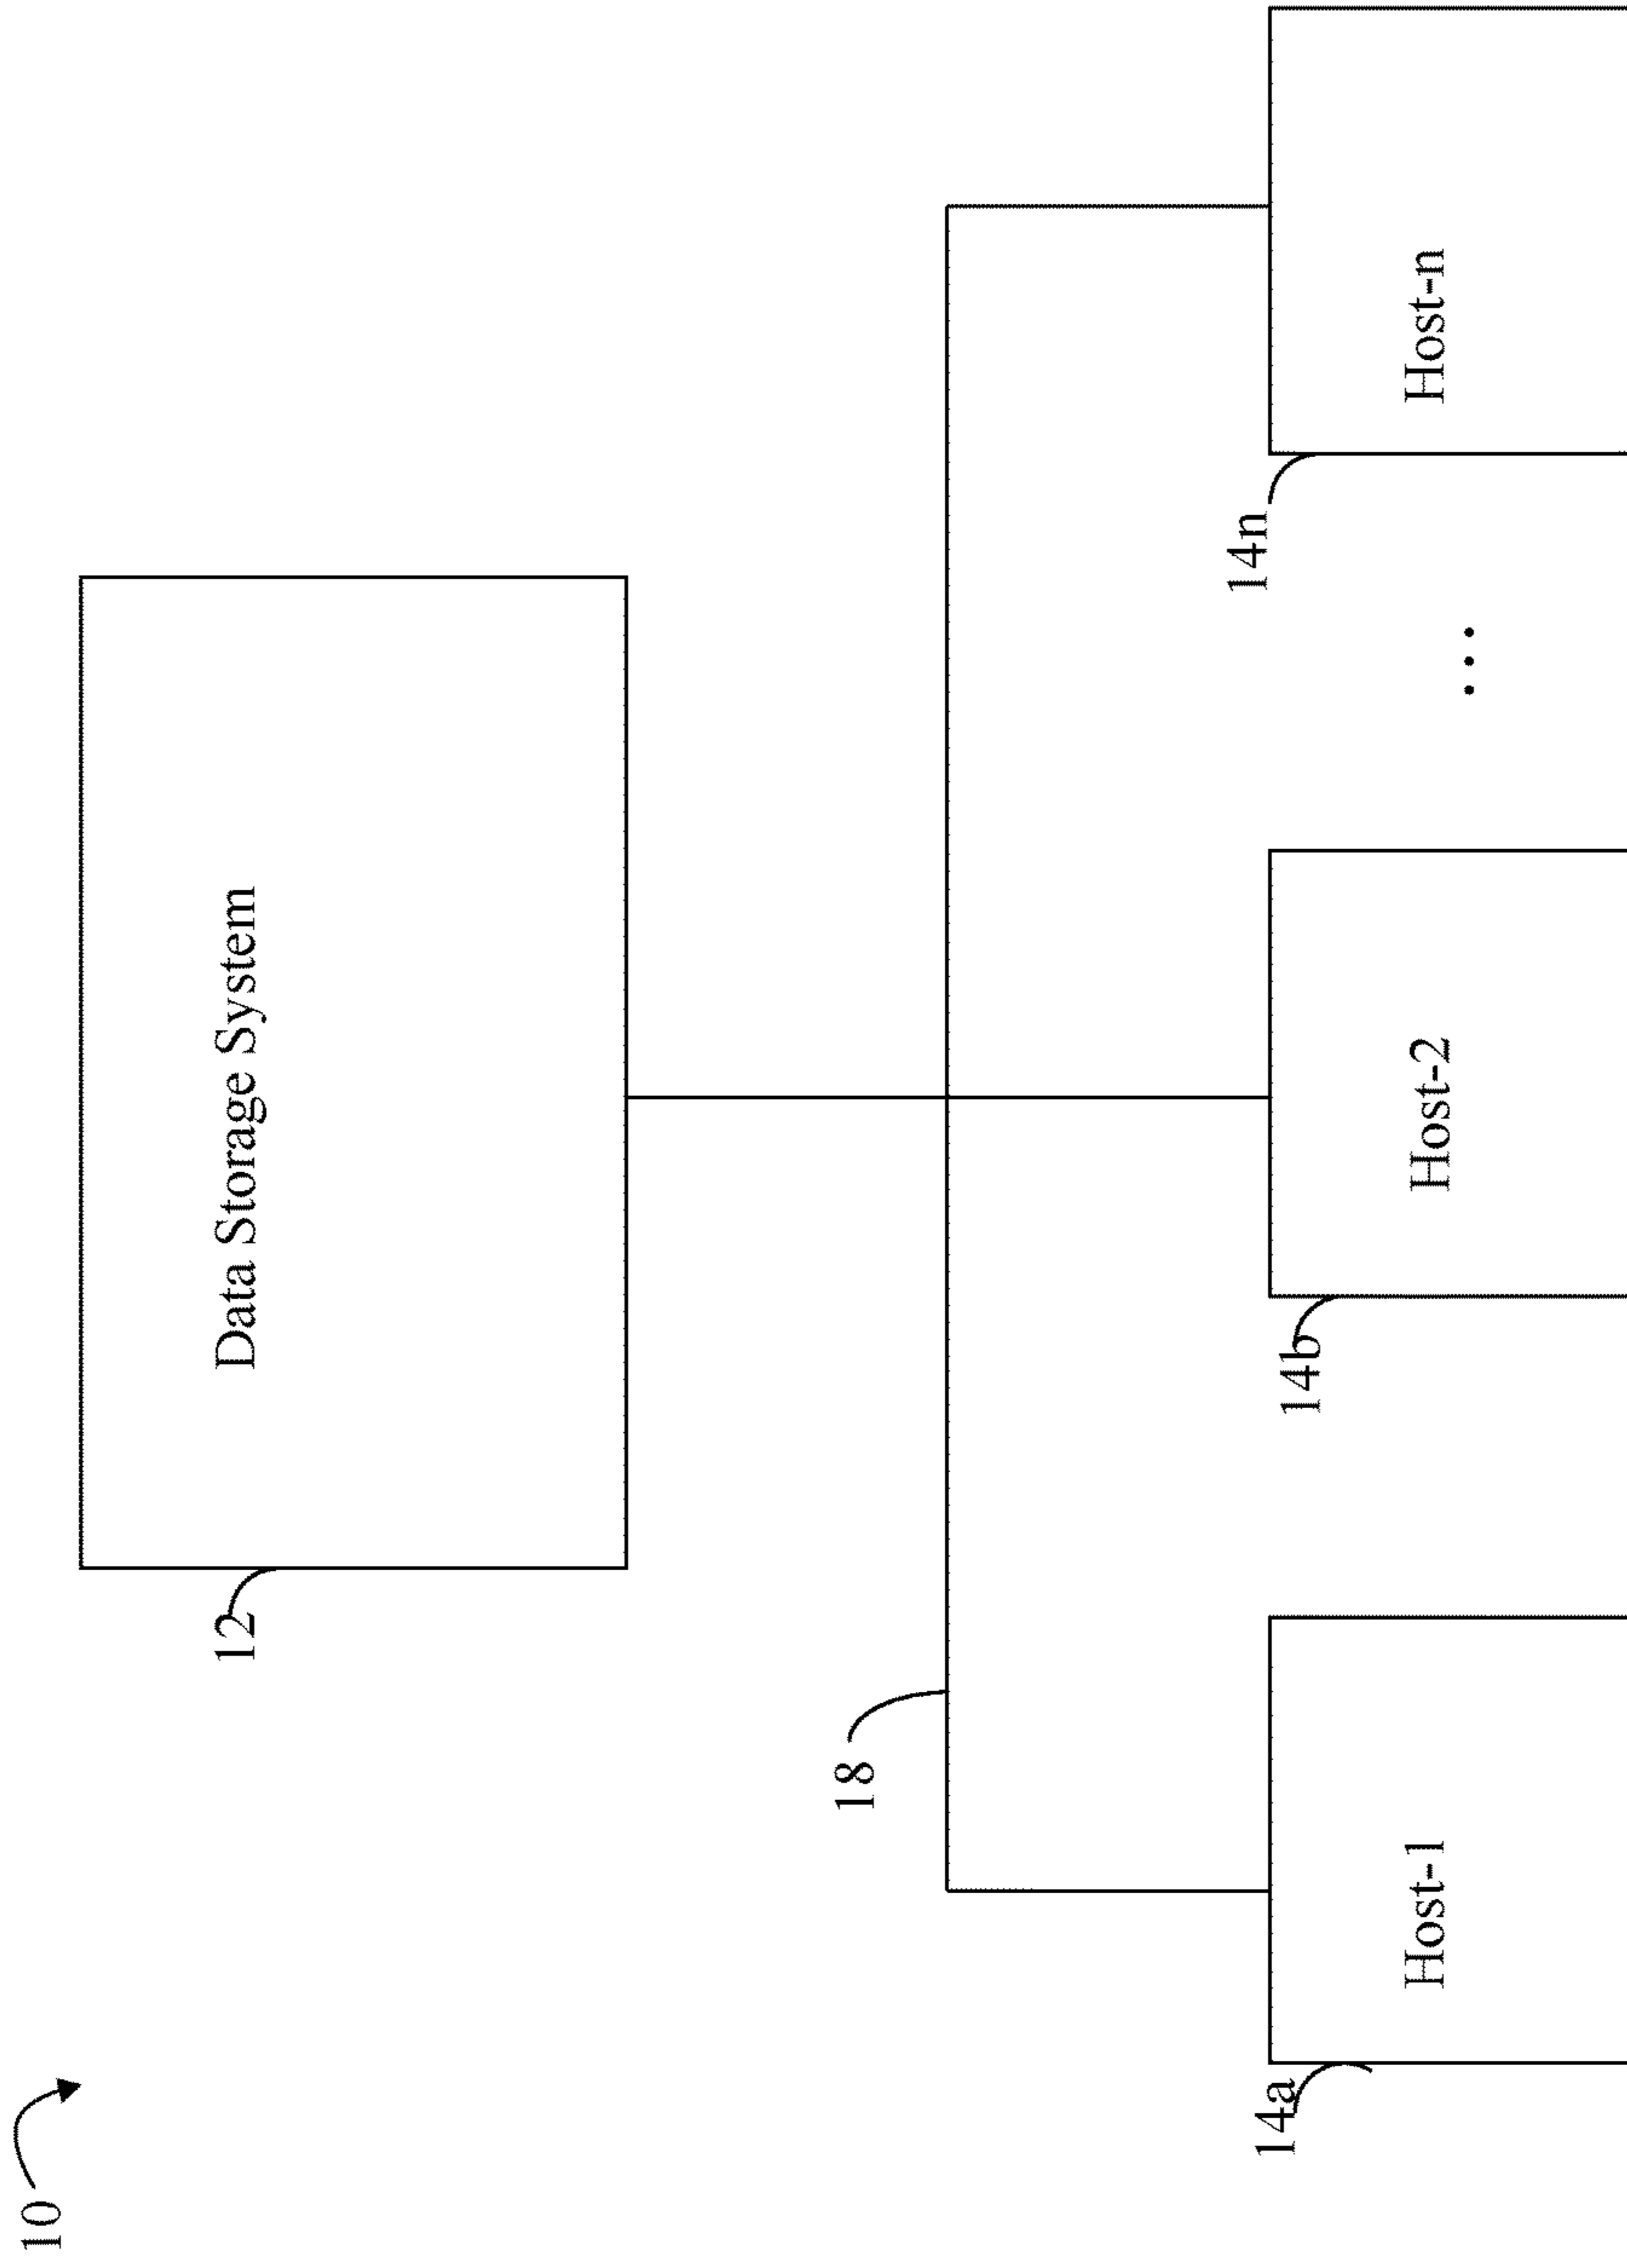 10
12
Data Storage System
18
14a
Host-1
14b
Host-2
...
14n
Host-n